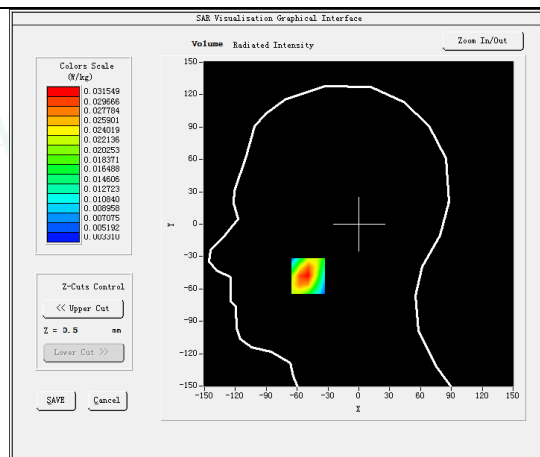 SAR Visualisation Graphical Interface
Volume Radiated Intensity
Zoom In/Out
Colors Scale
(W/kg)
0.031549
0.029666
0.027784
0.025901
0.024019
0.022136
0.020253
0.018371
0.016488
0.014606
0.012723
0.010840
0.008958
0.007075
0.005192
0.003310
Z-Cuts Control
<< Upper Cut
Z = 0.5 mm
Lower Cut >>
SAVE Cancel
150
120
90
60
30
0
-30
-60
-90
-120
-150
Y
-150 -120 -90 -60 -30 0 30 60 90 120 150
X